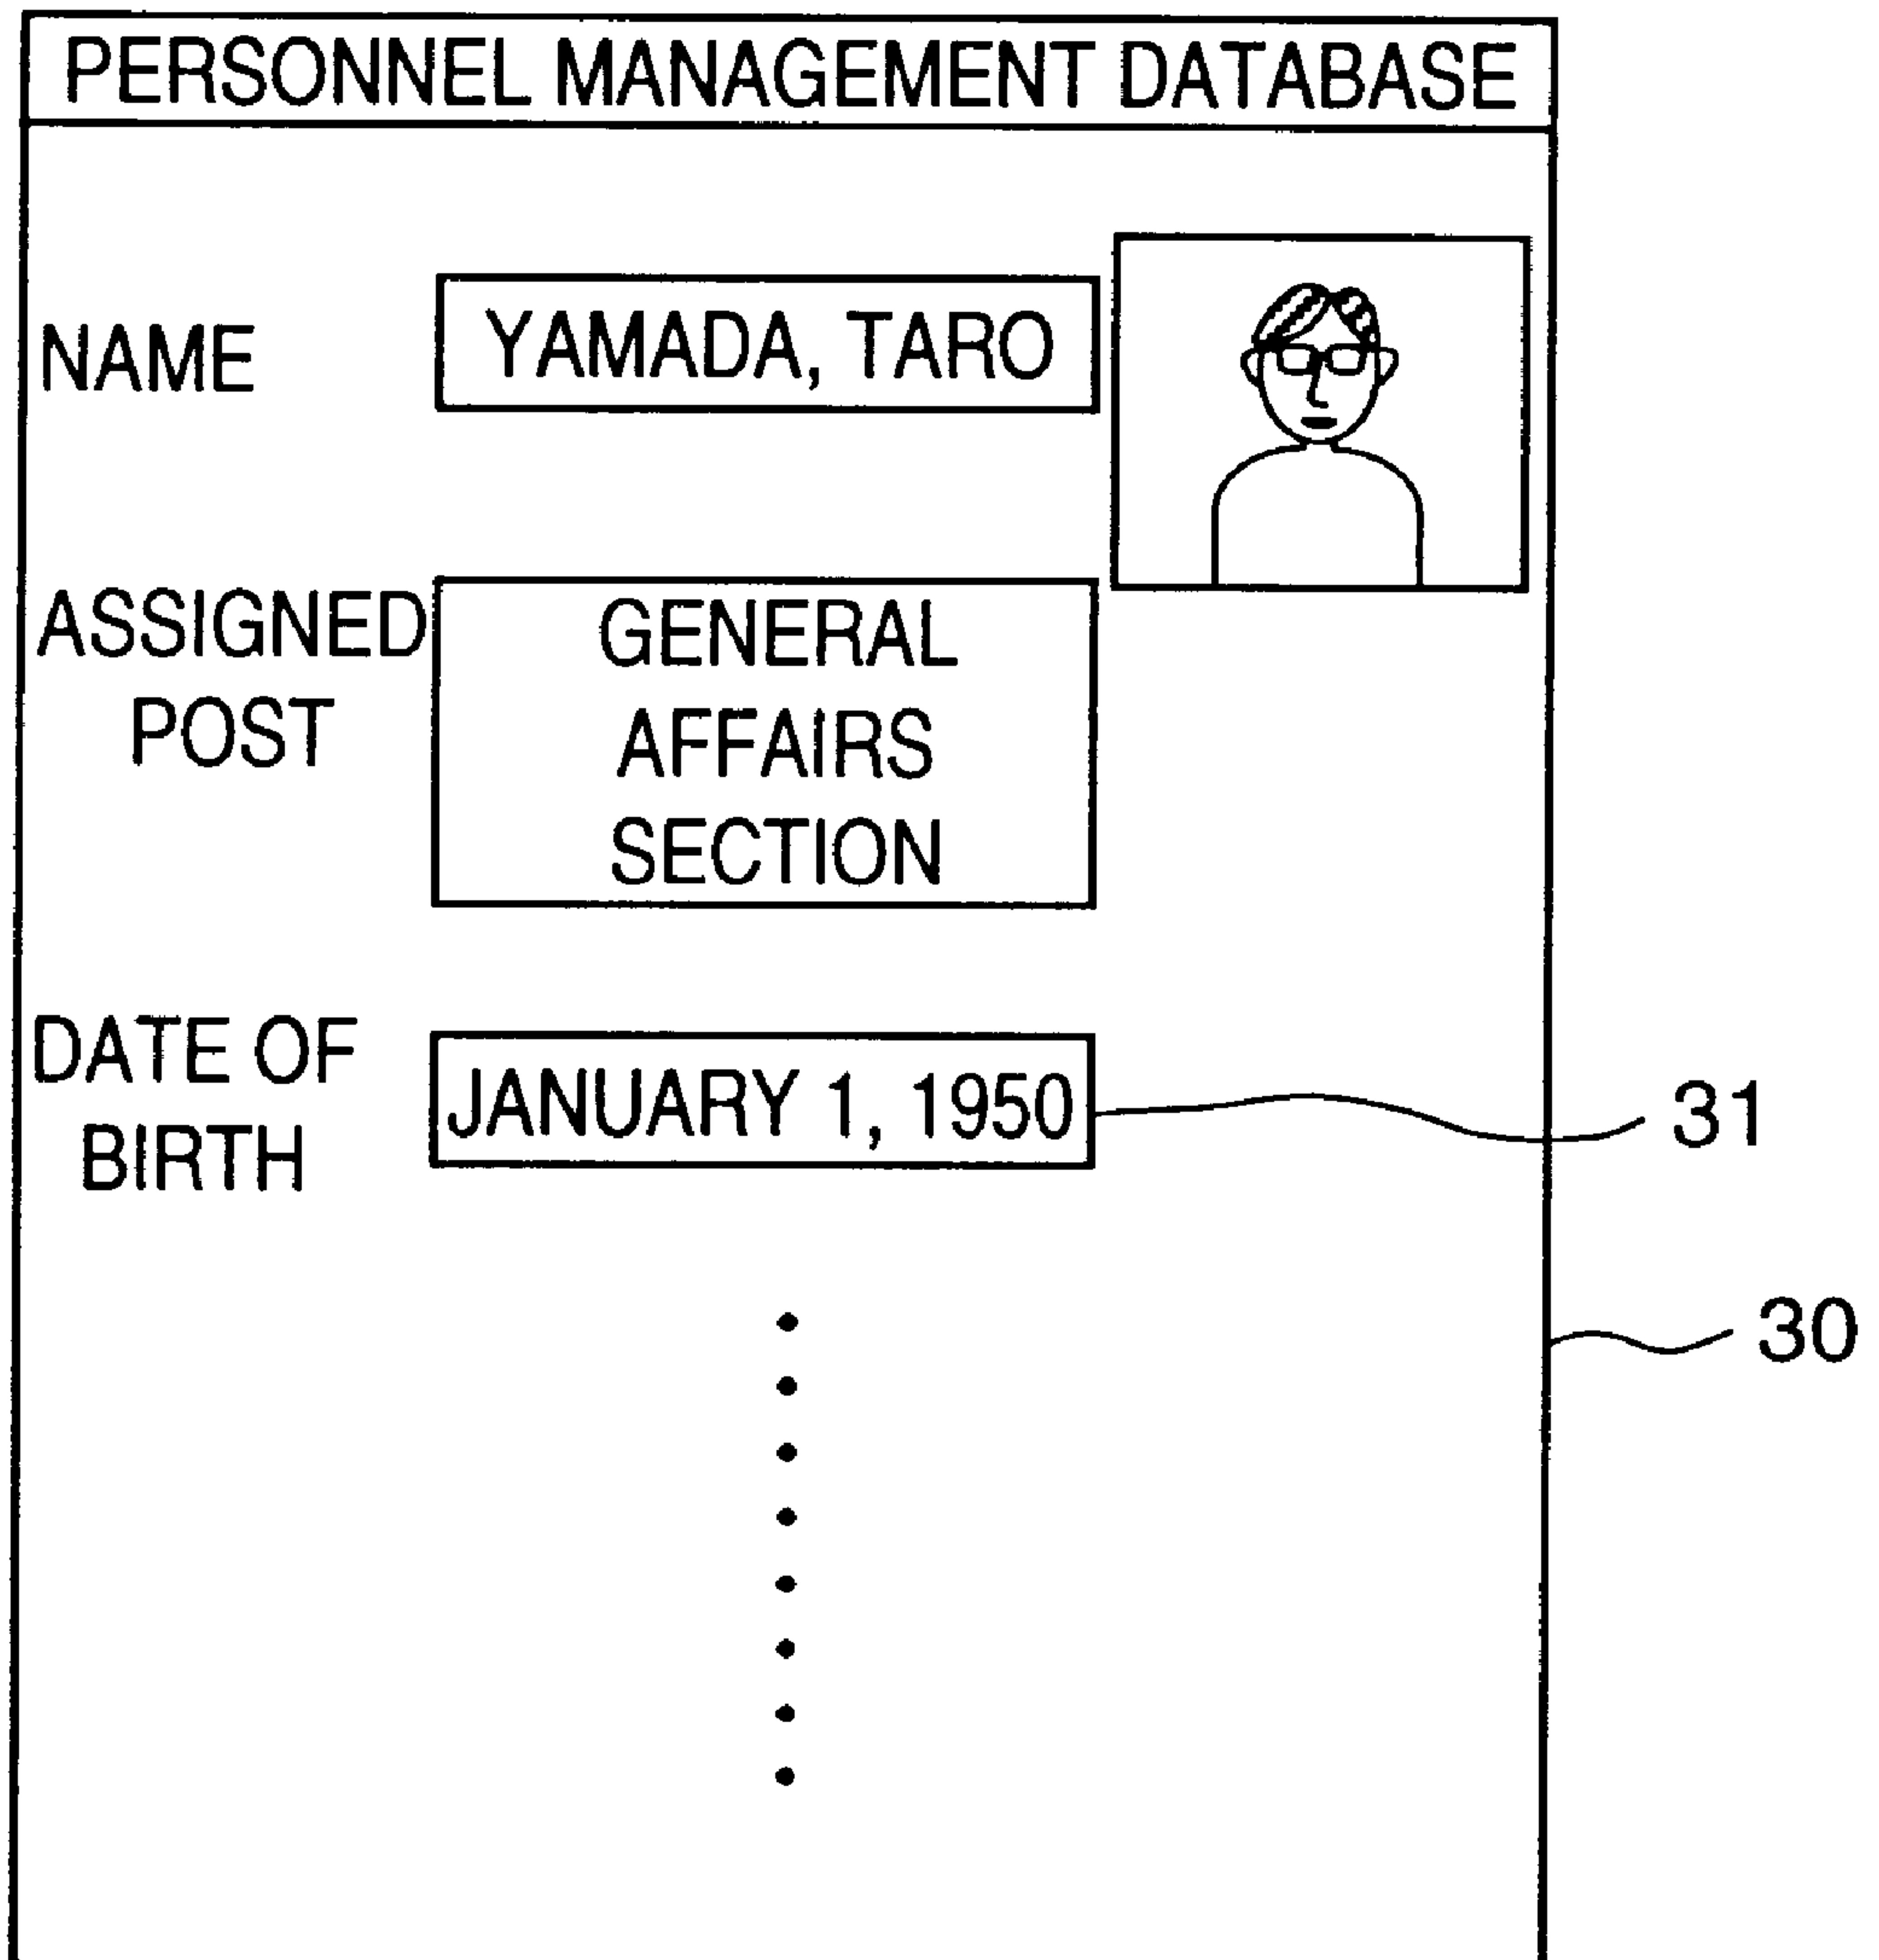 PERSONNEL MANAGEMENT DATABASE
NAME
YAMADA, TARO
ASSIGNED
POST
GENERAL
AFFAIRS
SECTION
DATE OF
BIRTH
JANUARY 1, 1950
31
30